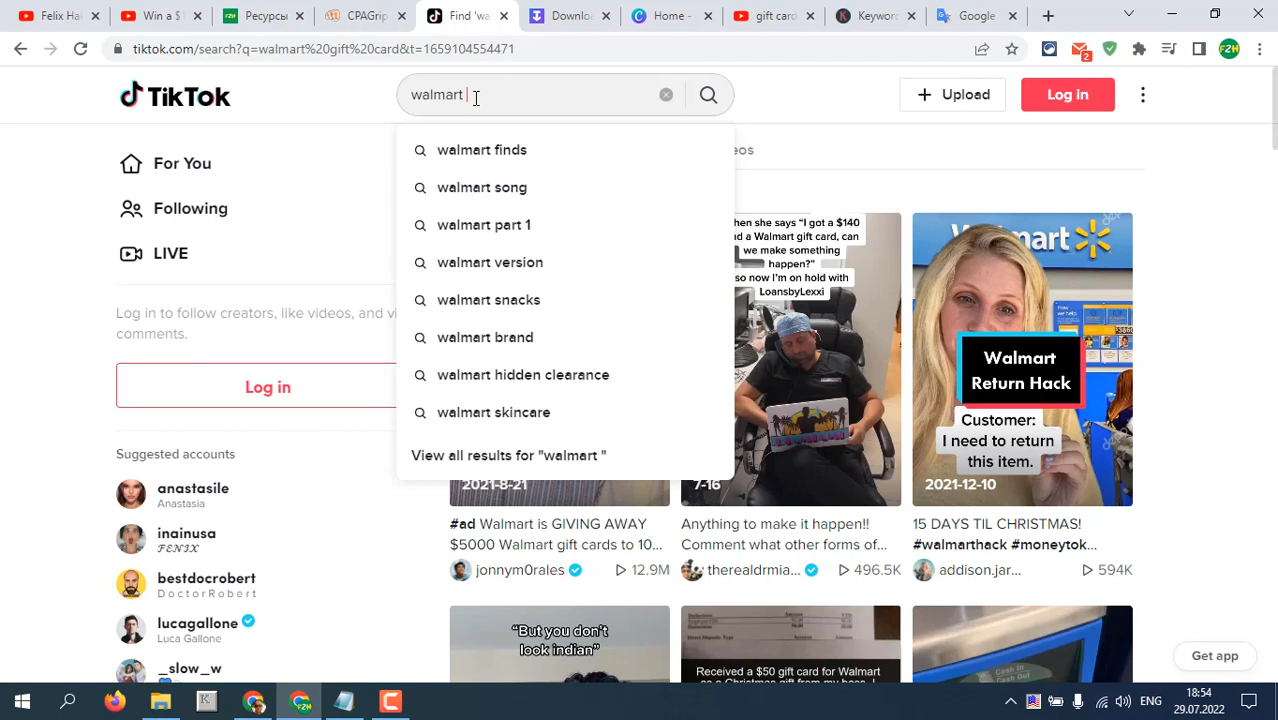 Felix Ha
Win a $
Ресурсы
CPAGrip
Find 'wa
Downloa
Home -
gift card
Keyword
Google
tiktok.com/search?q=walmart%20gift%20card&t=1659104554471
2
F2H
TikTok
walmart
Upload
Log in
walmart finds
walmart song
walmart part 1
walmart version
walmart snacks
walmart brand
walmart hidden clearance
walmart skincare
View all results for "walmart "
eos
For You
Following
LIVE
Log in to follow creators, like videos, and vi
comments.
Log in
Suggested accounts
anastasile
Anastasia
inainusa
FENIX
bestdocrobert
DoctorRobert
lucagallone
Luca Gallone
_slow_w
hen she says "I got a $140
d a Walmart gift card, can
we make something
happen?"
so now I'm on hold with
LoansbyLexxi
Walmart
Return Hack
Customer:
I need to return
this item.
2021-8-21
7-16
2021-12-10
#ad Walmart is GIVING AWAY
$5000 Walmart gift cards to 10...
jonnym0rales
12.9M
Anything to make it happen!!
Comment what other forms of...
therealdrmia...
496.5K
15 DAYS TIL CHRISTMAS!
#walmarthack #moneytok...
addison.jar...
594K
"But you don't
look indian"
Received a $50 gift card for Walmart
Cash In
Cash Out
Get app
ENG
18:54
29.07.2022